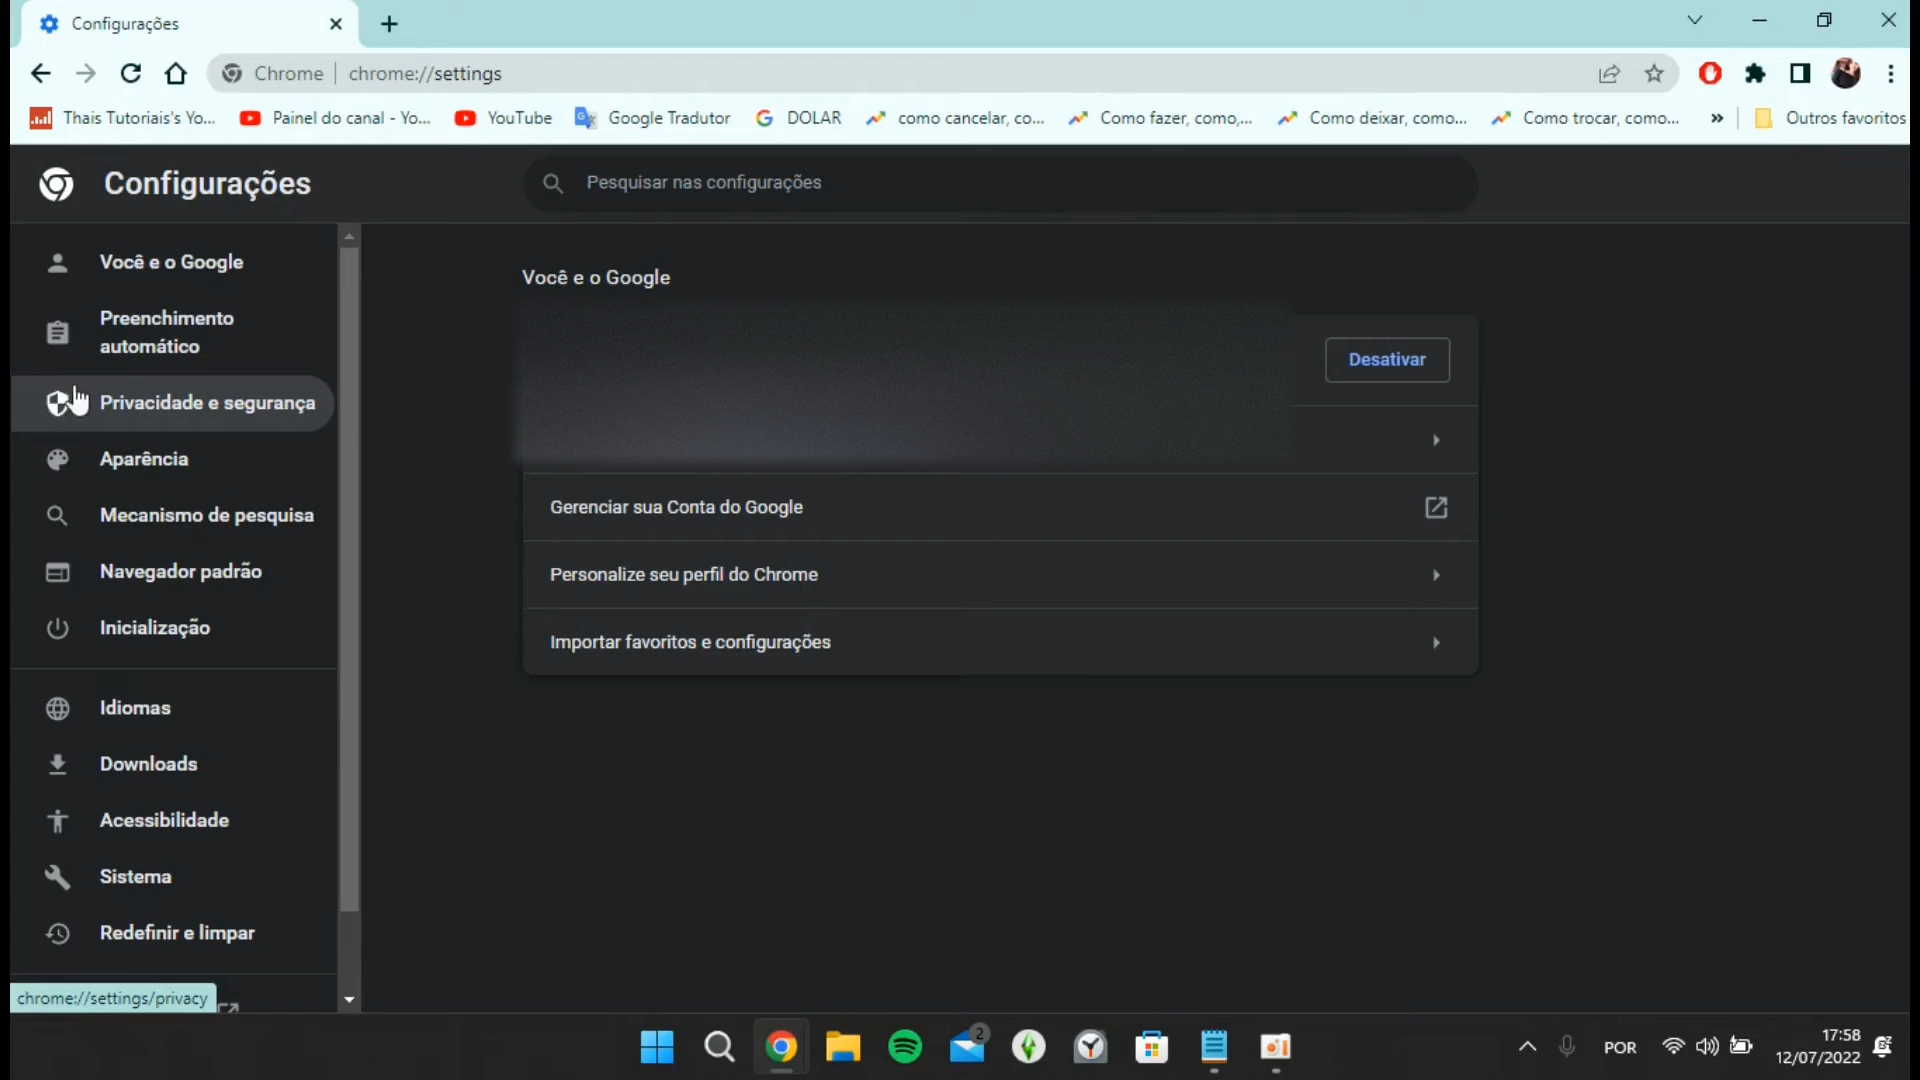 Configurações
Chrome | chrome://settings
Thais Tutoriais's Yo...
Painel do canal - Yo...
YouTube
Google Tradutor
DOLAR
como cancelar, co...
Como fazer, como,...
Como deixar, como...
Como trocar, como...
»
Outros favoritos
Configurações
Pesquisar nas configurações
Você e o Google
Preenchimento
automático
Privacidade e segurança
Aparência
Mecanismo de pesquisa
Navegador padrão
Inicialização
Idiomas
Downloads
Acessibilidade
Sistema
Redefinir e limpar
chrome://settings/privacy
Você e o Google
Desativar
Gerenciar sua Conta do Google
Personalize seu perfil do Chrome
Importar favoritos e configurações
2
POR
17:58
12/07/2022